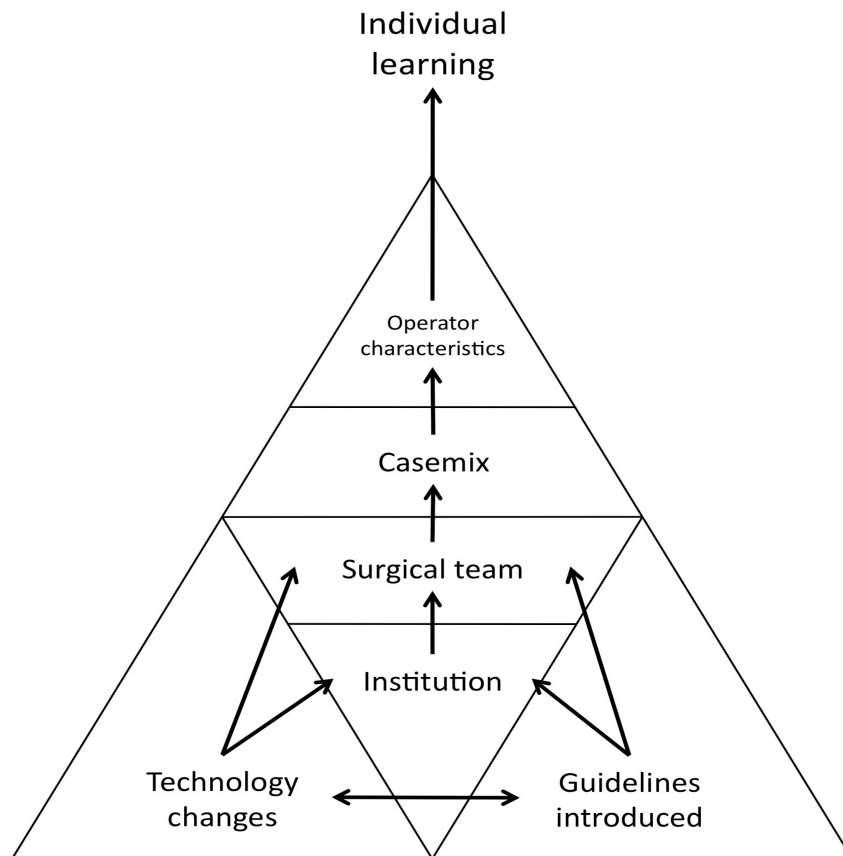 Individual
learning
Operator
characteristics
Casemix
Surgical team
Institution
Technology
changes
Guidelines
introduced